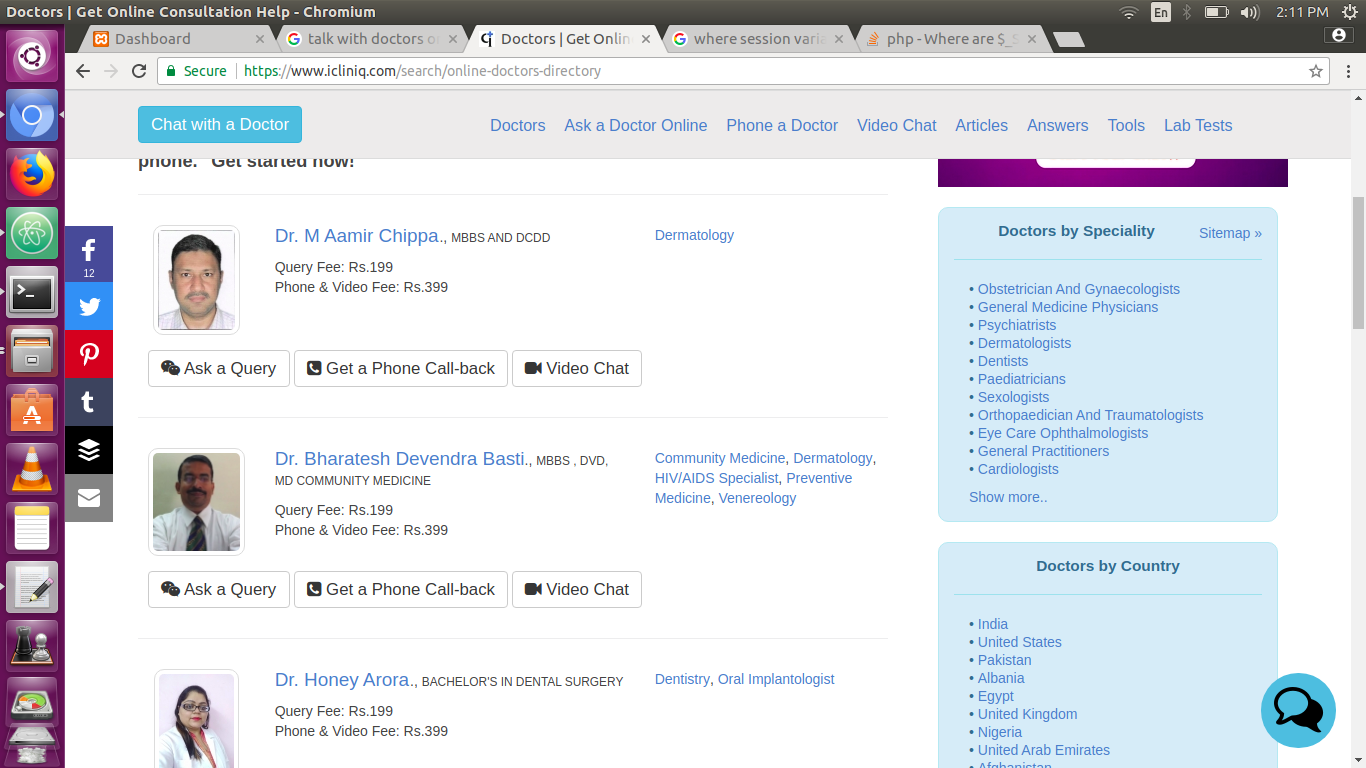 Doctors | Get Online Consultation Help - Chromium
En
2:11 PM
Dashboard
talk with doctors o
Doctors | Get Onlin
where session varia
php - Where are $_S
Secure
https://www.icliniq.com/search/online-doctors-directory
Chat with a Doctor
Doctors
Ask a Doctor Online
Phone a Doctor
Video Chat
Articles
Answers
Tools
Lab Tests
phone." Get started now!
12
Dr. M Aamir Chippa., MBBS AND DCDD
Query Fee: Rs.199
Phone & Video Fee: Rs.399
Dermatology
Ask a Query
Get a Phone Call-back
Video Chat
Dr. Bharatesh Devendra Basti., MBBS , DVD,
MD COMMUNITY MEDICINE
Query Fee: Rs.199
Phone & Video Fee: Rs.399
Community Medicine, Dermatology,
HIV/AIDS Specialist, Preventive
Medicine, Venereology
Ask a Query
Get a Phone Call-back
Video Chat
Dr. Honey Arora., BACHELOR'S IN DENTAL SURGERY
Query Fee: Rs.199
Phone & Video Fee: Rs.399
Dentistry, Oral Implantologist
Doctors by Speciality
Sitemap »
• Obstetrician And Gynaecologists
• General Medicine Physicians
• Psychiatrists
• Dermatologists
• Dentists
• Paediatricians
• Sexologists
• Orthopaedician And Traumatologists
• Eye Care Ophthalmologists
• General Practitioners
• Cardiologists
Show more..
Doctors by Country
• India
• United States
• Pakistan
• Albania
• Egypt
• United Kingdom
• Nigeria
• United Arab Emirates
• Afghanistan